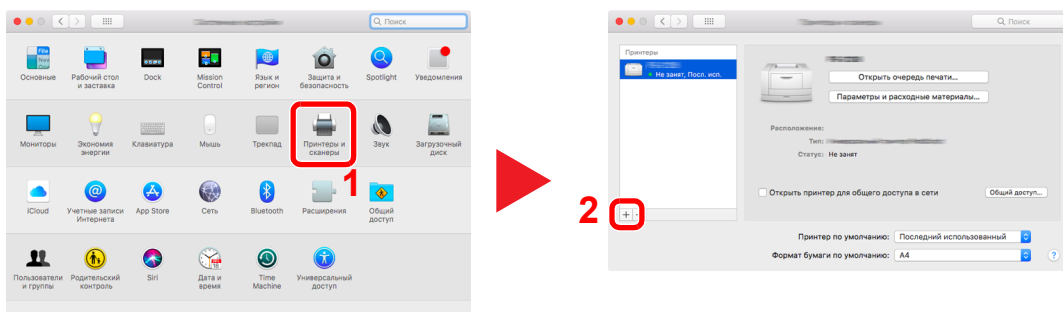 Поиск
Основные
Рабочий стол
и заставка
Dock
Mission
Control
Язык и
регион
Защита и
безопасность
Spotlight
Уведомления
Мониторы
Экономия
энергии
Клавиатура
Мышь
Трекпад
Принтеры и
сканеры
Звук
Загрузочный
диск
1
iCloud
Учетные записи
Интернета
App Store
Сеть
Bluetooth
Расширения
Общий
доступ
Пользователи
и группы
Родительский
контроль
Siri
Дата и
время
Time
Machine
Универсальный
доступ
Поиск
Принтеры
Не занят, Посл. исп.
Открыть очередь печати...
Параметры и расходные материалы...
Расположение:
Тип:
Статус: Не занят
Открыть принтер для общего доступа в сети
Общий доступ...
2
+
Принтер по умолчанию: Последний использованный
Формат бумаги по умолчанию: A4
?